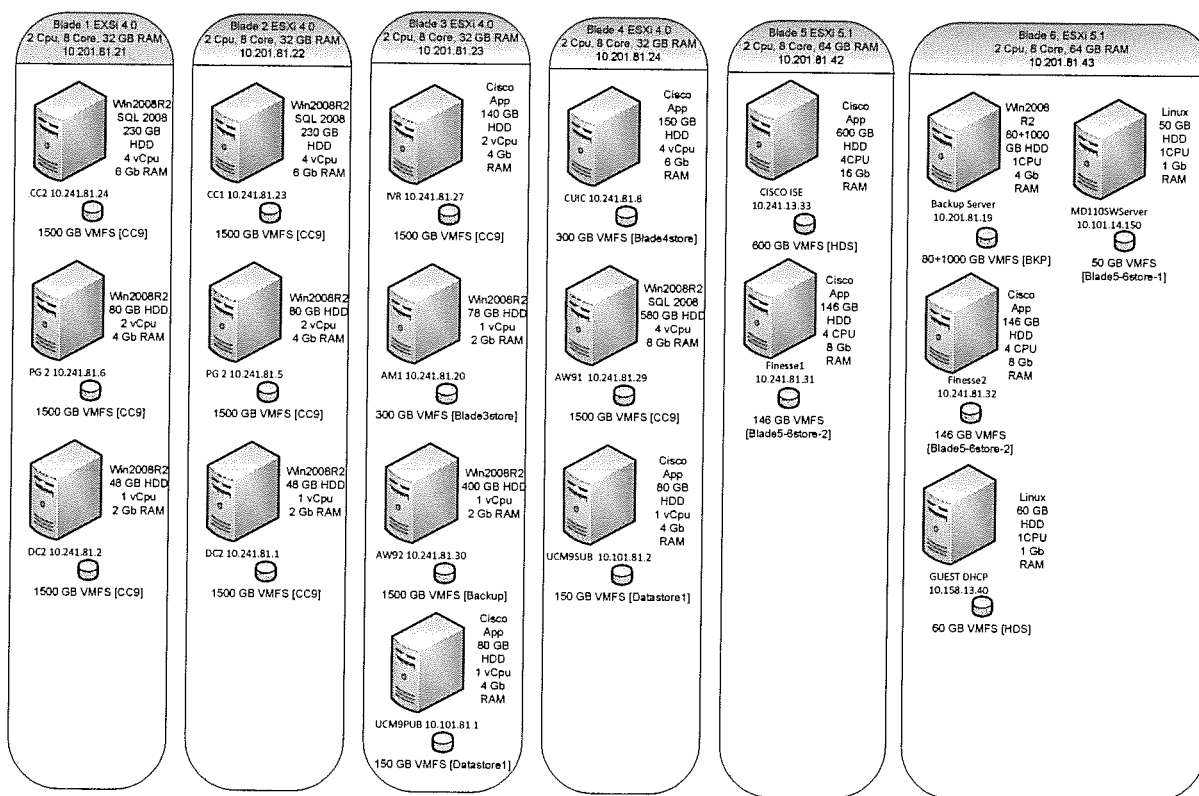 Blade 1 EXSi 4.0
2 Cpu, 8 Core, 32 GB RAM
10.201.81.21
Win2008R2
SQL 2008
230 GB
HDD
4 vCpu
6 Gb RAM
CC2 10.241.81.24
1500 GB VMFS [CC9]
Win2008R2
80 GB HDD
2 vCpu
4 Gb RAM
PG 2 10.241.81.6
1500 GB VMFS [CC9]
Win2008R2
48 GB HDD
1 vCpu
2 Gb RAM
DC2 10.241.81.2
1500 GB VMFS [CC9]
Blade 2 ESXi 4.0
2 Cpu, 8 Core, 32 GB RAM
10.201.81.22
Win2008R2
SQL 2008
230 GB
HDD
4 vCpu
6 Gb RAM
CC1 10.241.81.23
1500 GB VMFS [CC9]
Win2008R2
80 GB HDD
2 vCpu
4 Gb RAM
PG 2 10.241.81.5
1500 GB VMFS [CC9]
Win2008R2
48 GB HDD
1 vCpu
2 Gb RAM
DC2 10.241.81.1
1500 GB VMFS [CC9]
Blade 3 ESXi 4.0
2 Cpu, 8 Core, 32 GB RAM
10.201.81.23
Cisco
App
140 GB
HDD
2 vCpu
4 Gb
RAM
IVR 10.241.81.27
1500 GB VMFS [CC9]
Win2008R2
78 GB HDD
1 vCpu
2 Gb RAM
AM1 10.241.81.20
300 GB VMFS [Blade3store]
Win2008R2
400 GB HDD
1 vCpu
2 Gb RAM
AW92 10.241.81.30
1500 GB VMFS [Backup]
Cisco
App
80 GB
HDD
1 vCpu
4 Gb
RAM
UCM9PUB 10.101.81.1
150 GB VMFS [Datastore1]
Blade 4 ESXi 4.0
2 Cpu, 8 Core, 32 GB RAM
10.201.81.24
Cisco
App
150 GB
HDD
4 vCpu
6 Gb
RAM
CUIC 10.241.81.8
300 GB VMFS [Blade4store]
Win2008R2
SQL 2008
580 GB HDD
4 vCpu
8 Gb RAM
AW91 10.241.81.29
1500 GB VMFS [CC9]
Cisco
App
80 GB
HDD
1 vCpu
4 Gb
RAM
UCM9SUB 10.101.81.2
150 GB VMFS [Datastore1]
Blade 5 ESXi 5.1
2 Cpu, 8 Core, 64 GB RAM
10.201.81.42
Cisco
App
600 GB
HDD
4CPU
16 Gb
RAM
CISCO ISE
10.241.13.33
600 GB VMFS [HDS]
Cisco
App
146 GB
HDD
4 CPU
8 Gb
RAM
Finesse1
10.241.81.31
146 GB VMFS
[Blade5-6store-2]
Blade 6, ESXi 5.1
2 Cpu, 8 Core, 64 GB RAM
10.201.81.43
Win2008
R2
80+1000
GB HDD
1CPU
4 Gb
RAM
Backup Server
10.201.81.19
80+1000 GB VMFS [BKP]
Linux
50 GB
HDD
1CPU
1 Gb
RAM
MD110SWServer
10.101.14.150
50 GB VMFS
[Blade5-6store-1]
Cisco
App
146 GB
HDD
4 CPU
8 Gb
RAM
Finesse2
10.241.81.32
146 GB VMFS
[Blade5-6store-2]
Linux
60 GB
HDD
1CPU
1 Gb
RAM
GUEST DHCP
10.158.13.40
60 GB VMFS [HDS]